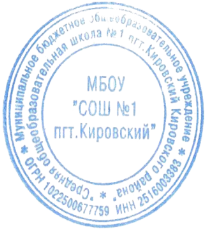 Муниципальное бюджетное общеобразовательное учреждение
"Средняя общеобразовательная школа №1 пгт.Кировский Кировского района"
ОГРН 1022500677759 ИНН 2516003363
МБОУ
"СОШ №1
пгт.Кировский"